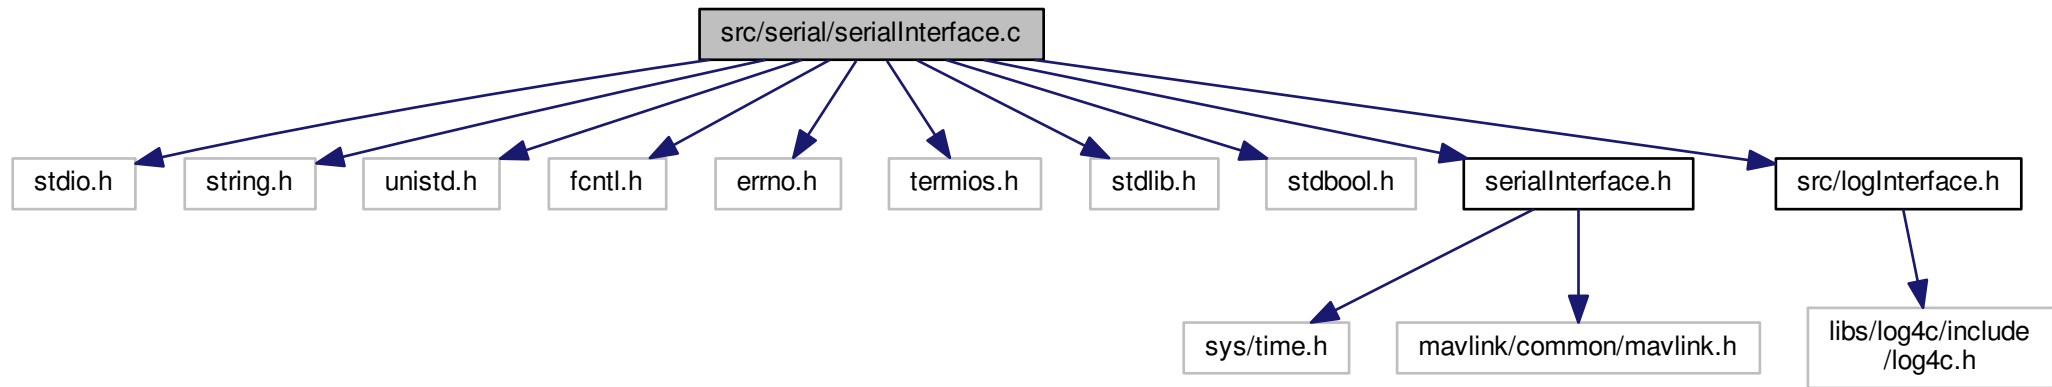 src/serial/serialInterface.c
stdio.h
string.h
unistd.h
fcntl.h
errno.h
termios.h
stdlib.h
stdbool.h
serialInterface.h
src/logInterface.h
sys/time.h
mavlink/common/mavlink.h
libs/log4c/include
/log4c.h